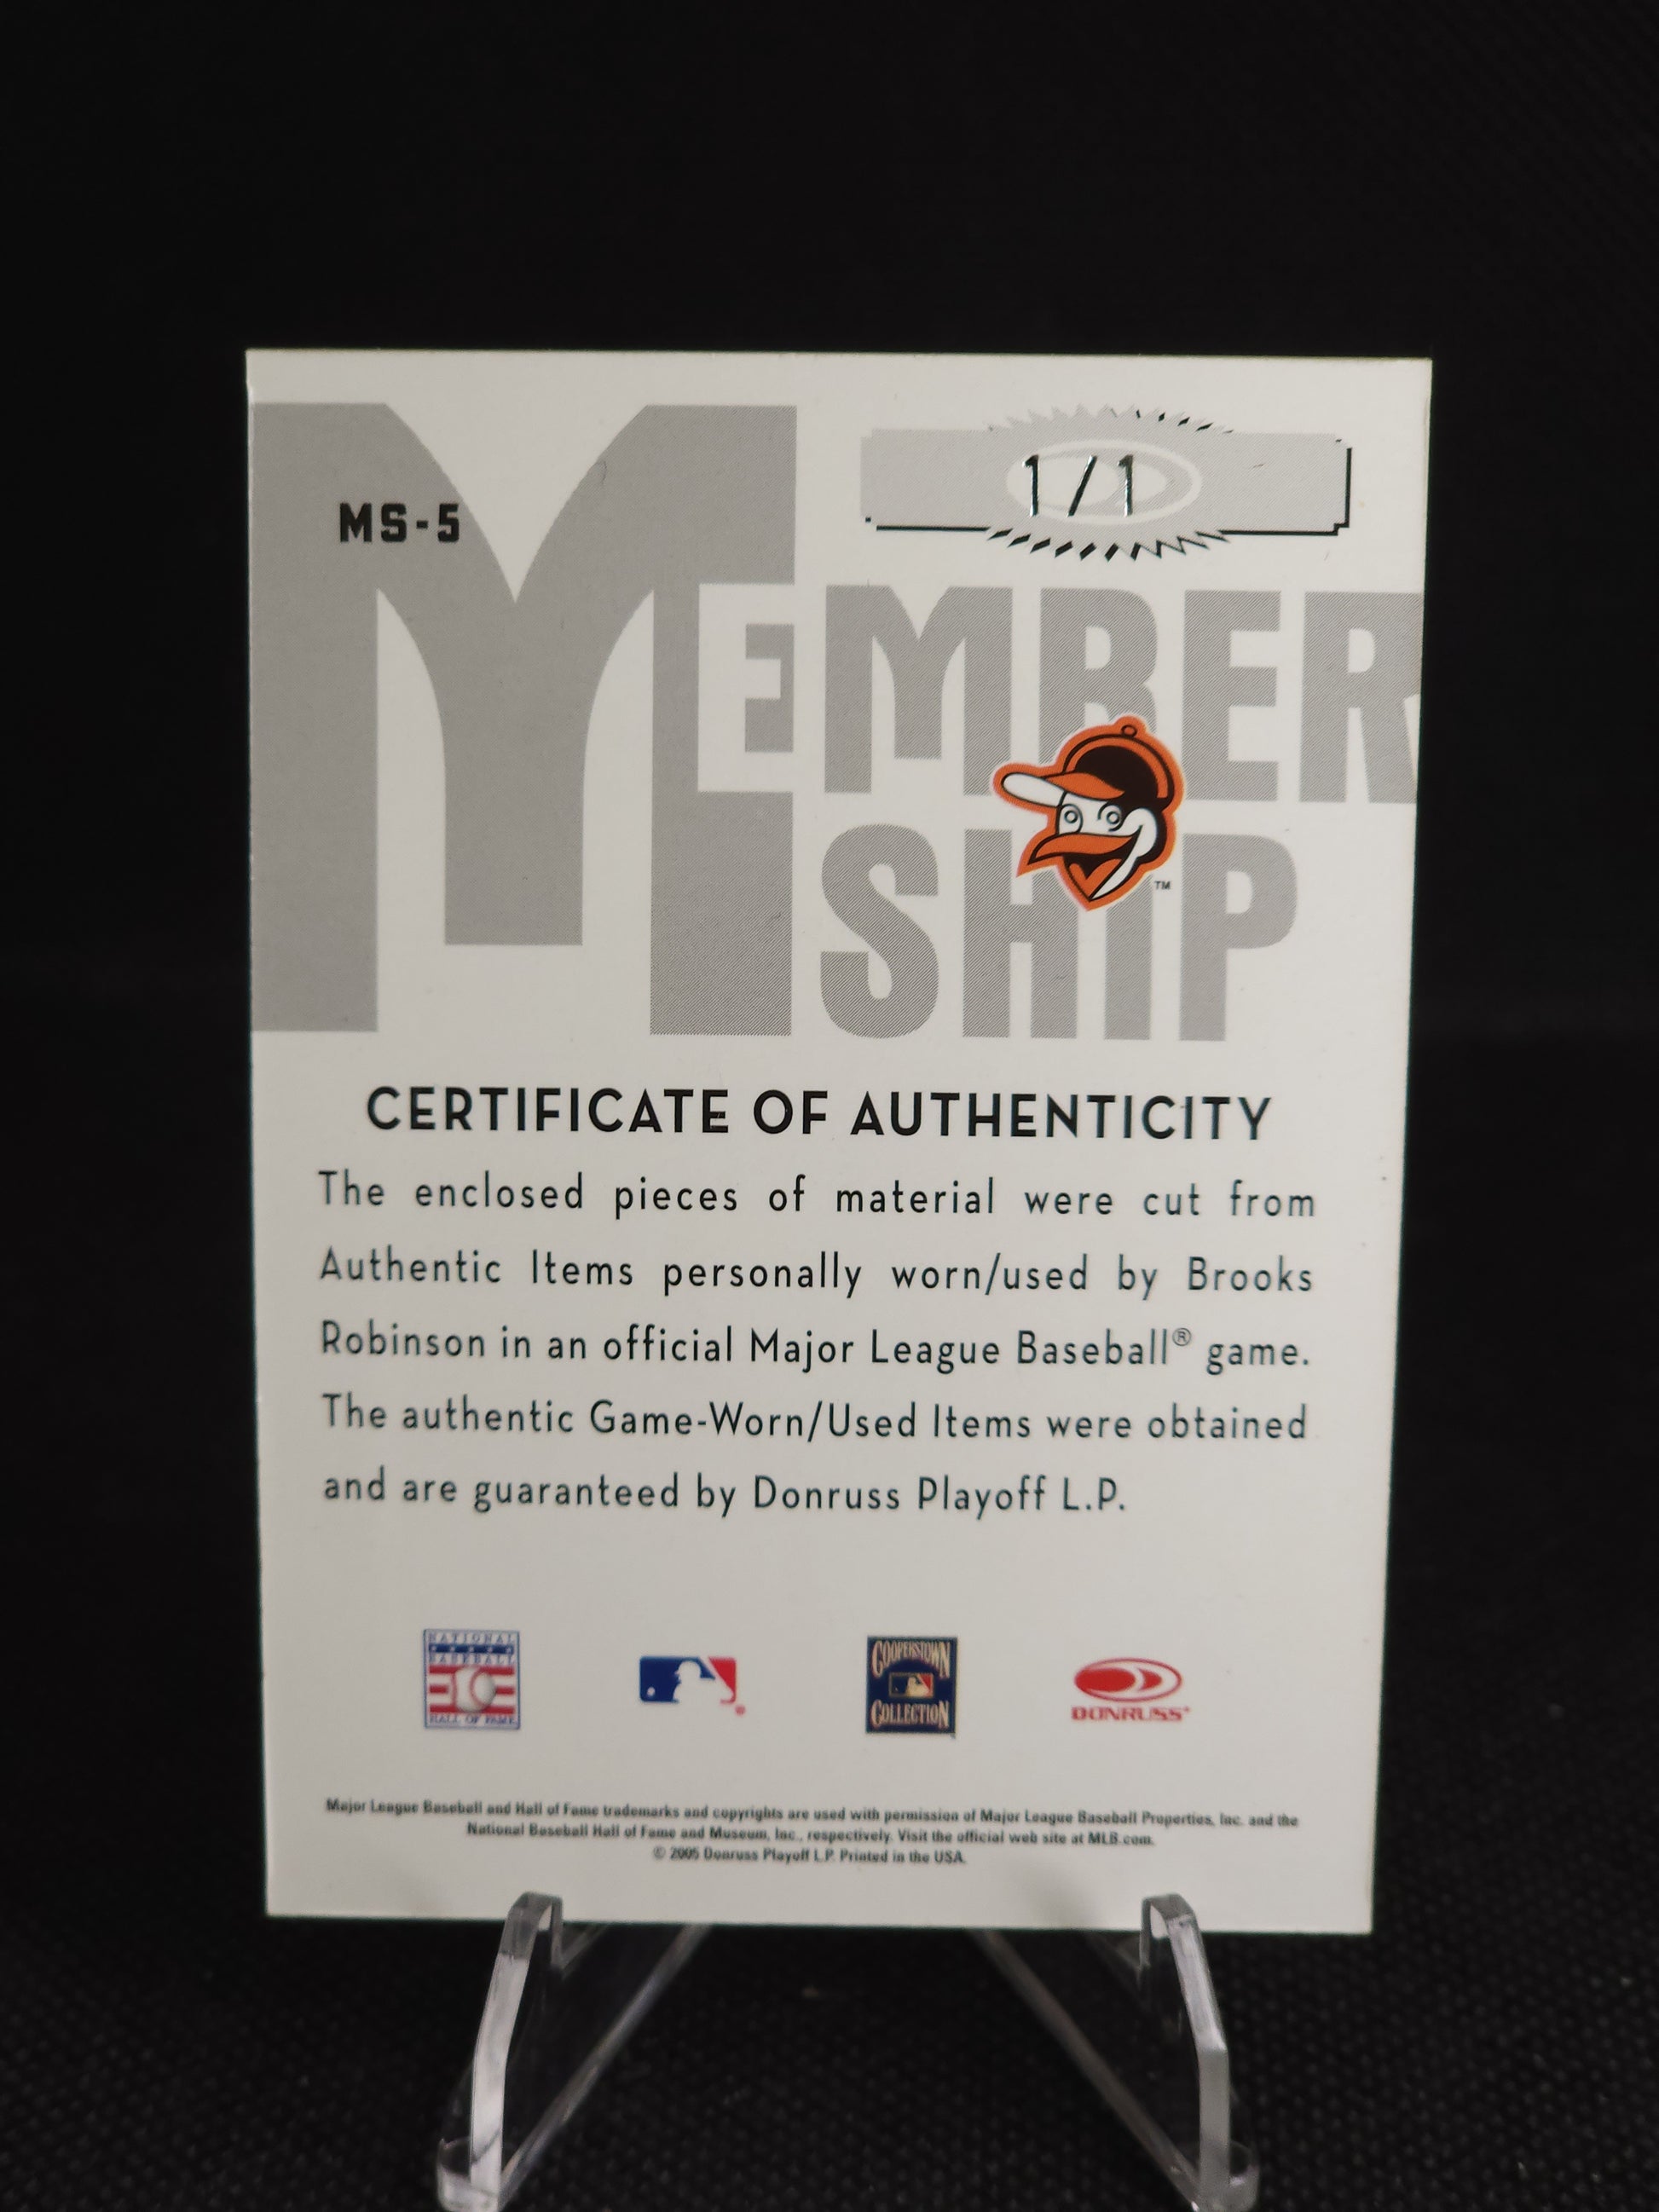 MS-5
1/1
MEMBER
SHIP
TM
CERTIFICATE OF AUTHENTICITY
The enclosed pieces of material were cut from
Authentic Items personally worn/used by Brooks
Robinson in an official Major League Baseball® game.
The authentic Game-Worn/Used Items were obtained
and are guaranteed by Donruss Playoff L.P.
NATIONAL
BASEBALL
HALL OF FAME
COOPERSTOWN
COLLECTION
DONRUSS
Major League Baseball and Hall of Fame trademarks and copyrights are used with permission of Major League Baseball Properties, Inc. and the
National Baseball Hall of Fame and Museum, Inc., respectively. Visit the official web site at MLB.com.
© 2005 Donruss Playoff L.P. Printed in the USA.